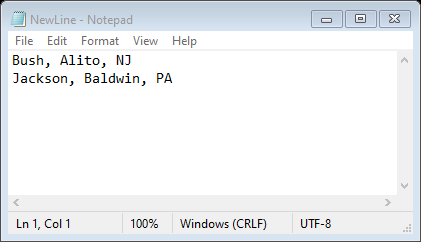 NewLine - Notepad
File Edit Format View Help
Bush, Alito, NJ
Jackson, Baldwin, PA
Ln 1, Col 1 100% Windows (CRLF) UTF-8